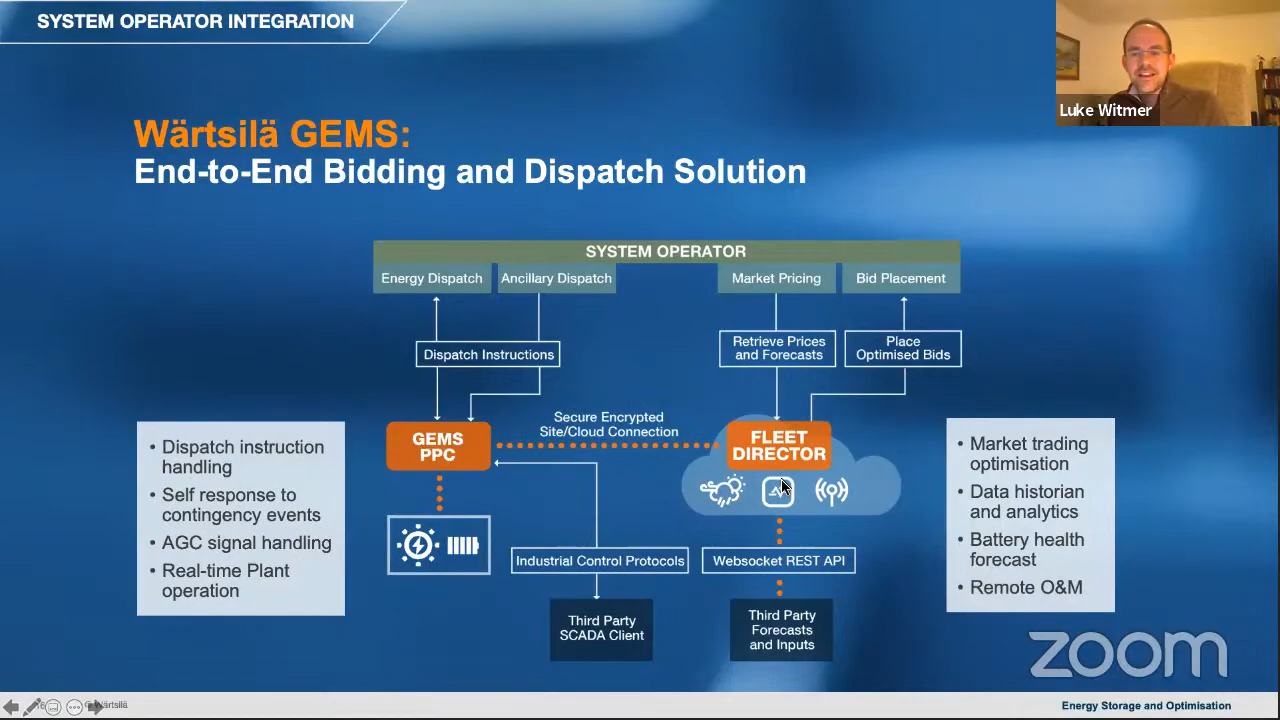 SYSTEM OPERATOR INTEGRATION
Luke Witmer
Wärtsilä GEMS:
End-to-End Bidding and Dispatch Solution
SYSTEM OPERATOR
Energy Dispatch
Ancillary Dispatch
Market Pricing
Bid Placement
Dispatch Instructions
Retrieve Prices
and Forecasts
Place
Optimised Bids
Secure Encrypted
Site/Cloud Connection
GEMS
PPC
FLEET
DIRECTOR
• Dispatch instruction
handling
• Self response to
contingency events
• AGC signal handling
• Real-time Plant
operation
• Market trading
optimisation
• Data historian
and analytics
• Battery health
forecast
• Remote O&M
Industrial Control Protocols
Websocket REST API
Third Party
SCADA Client
Third Party
Forecasts
and Inputs
zoom
Wärtsilä
Energy Storage and Optimisation